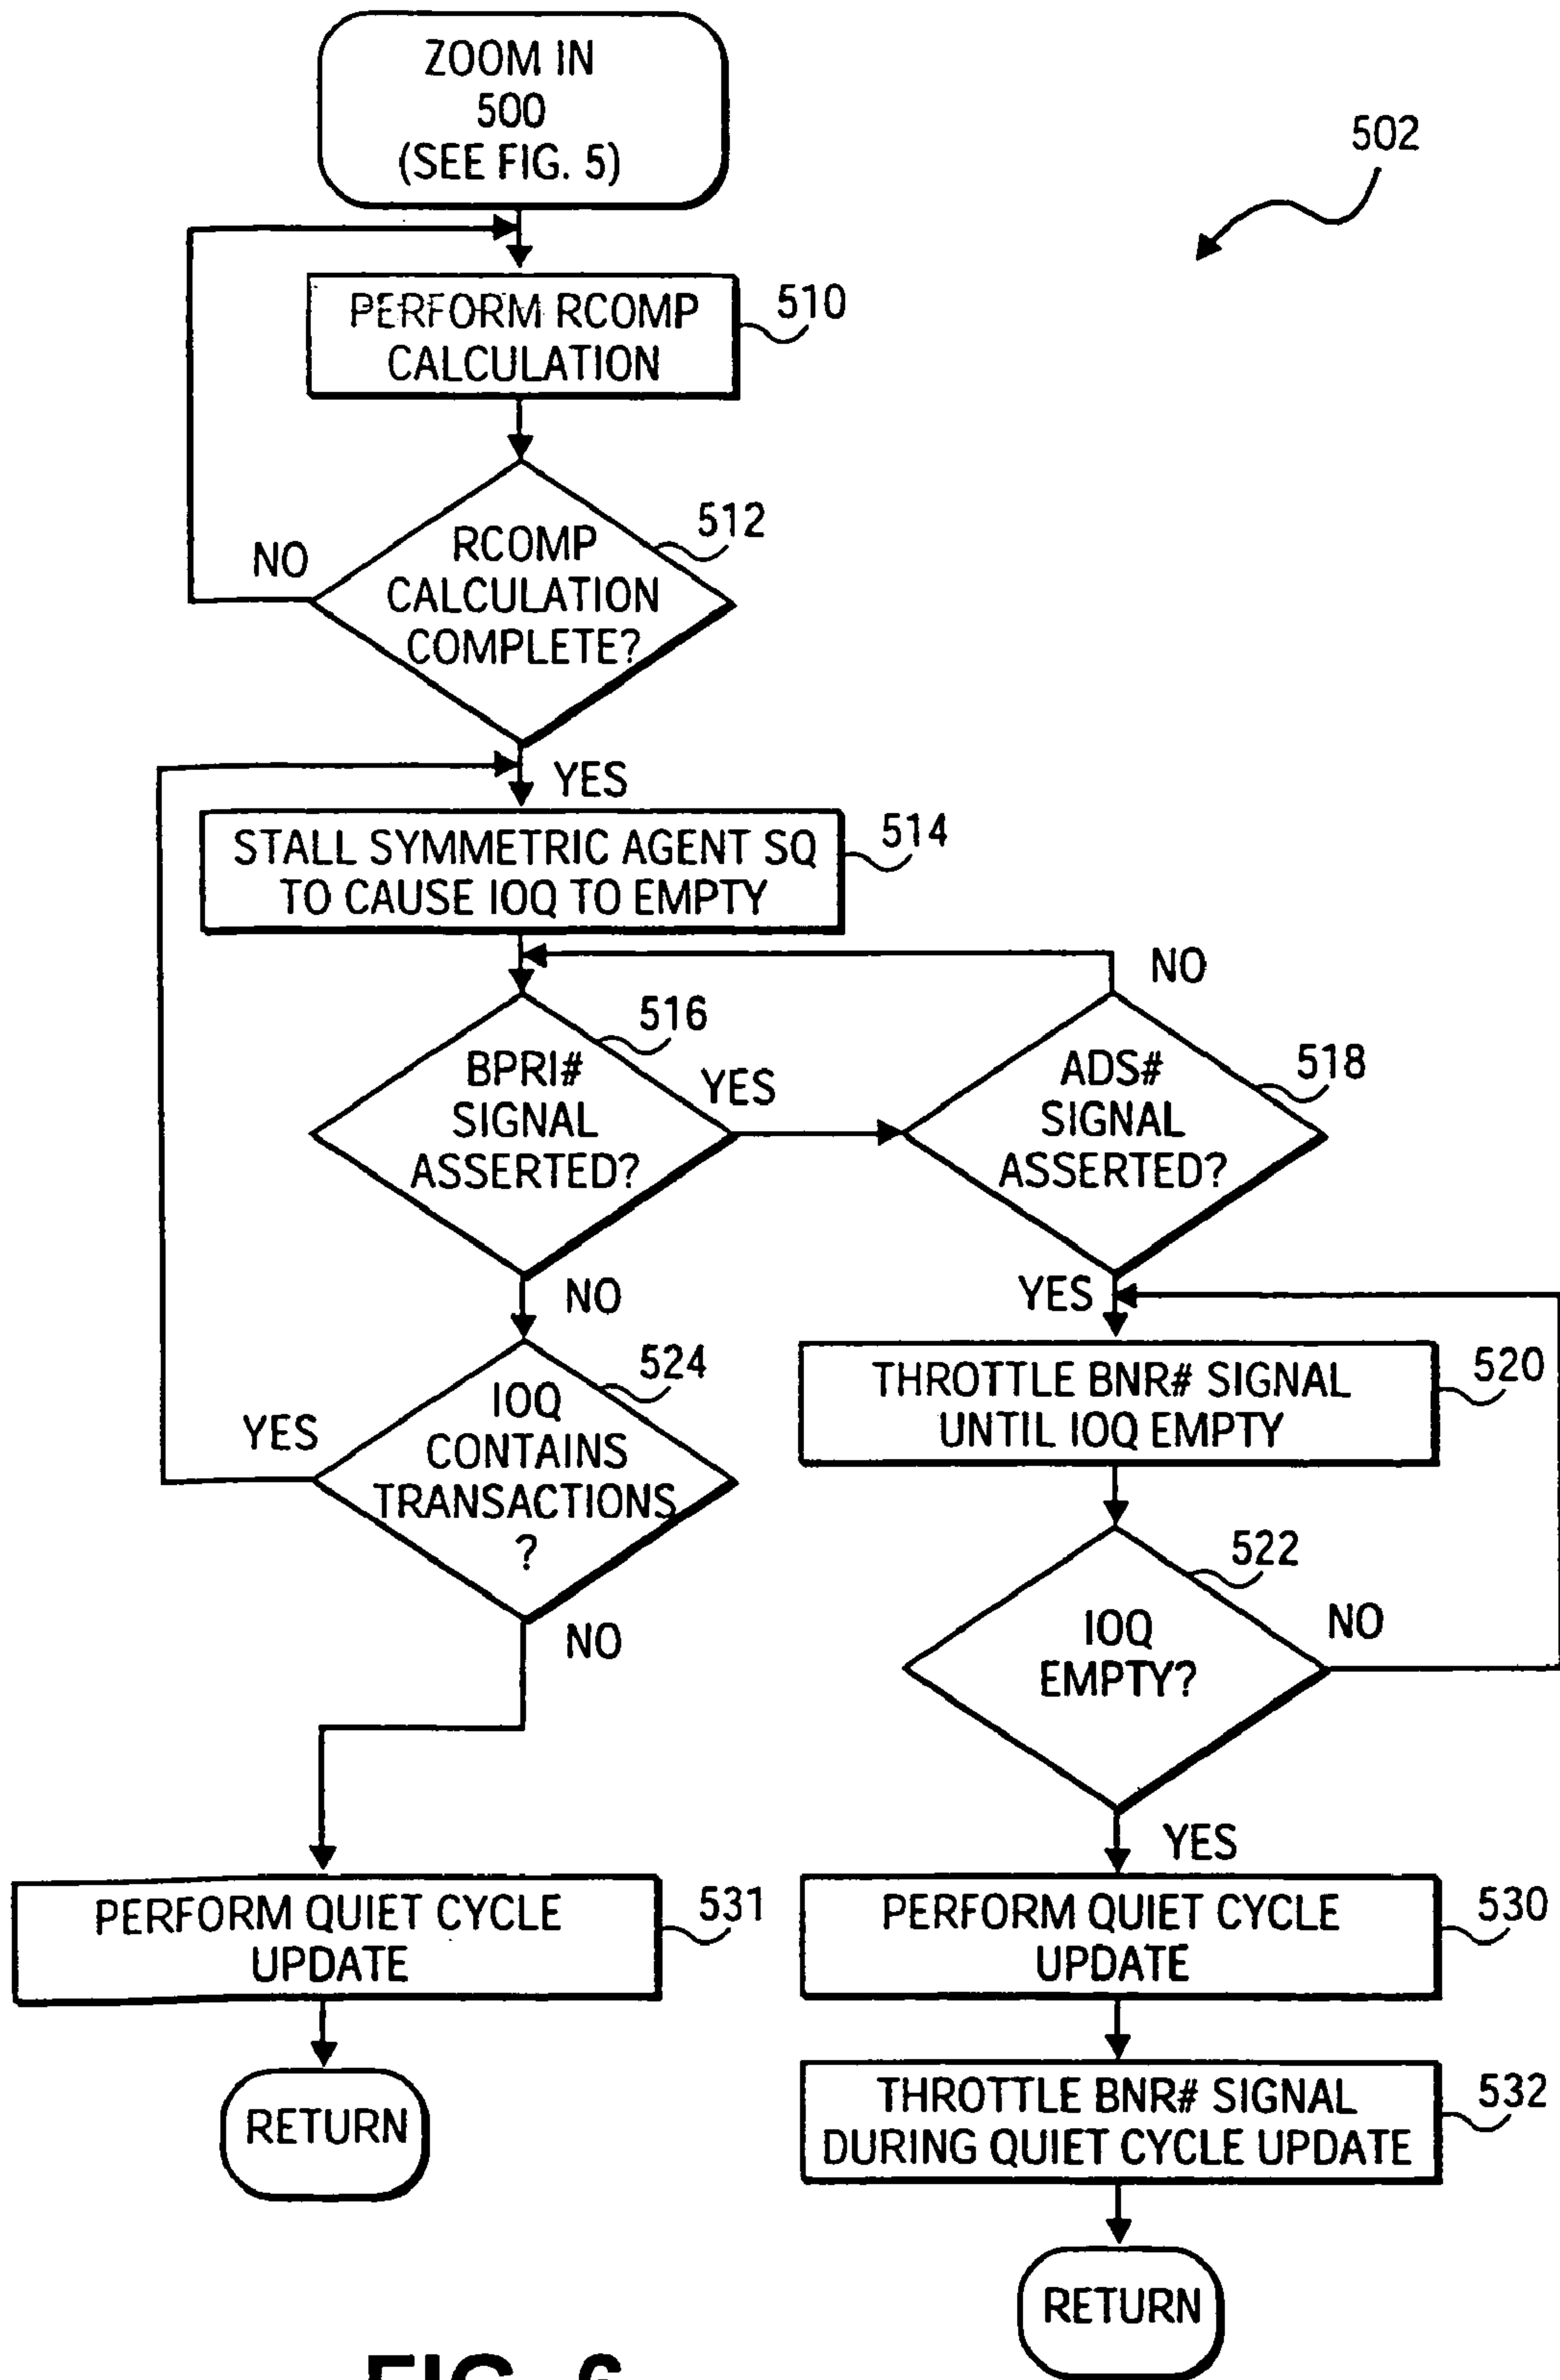 ZOOM IN
500
(SEE FIG. 5)
502
PERFORM RCOMP
CALCULATION
510
RCOMP
CALCULATION
COMPLETE?
512
NO
YES
STALL SYMMETRIC AGENT SQ
TO CAUSE IOQ TO EMPTY
514
NO
BPRI#
SIGNAL
ASSERTED?
516
YES
ADS#
SIGNAL
ASSERTED?
518
NO
YES
IOQ
CONTAINS
TRANSACTIONS
?
524
YES
NO
THROTTLE BNR# SIGNAL
UNTIL IOQ EMPTY
520
IOQ
EMPTY?
522
NO
YES
PERFORM QUIET CYCLE
UPDATE
531
PERFORM QUIET CYCLE
UPDATE
530
RETURN
THROTTLE BNR# SIGNAL
DURING QUIET CYCLE UPDATE
532
RETURN
FIG. 6